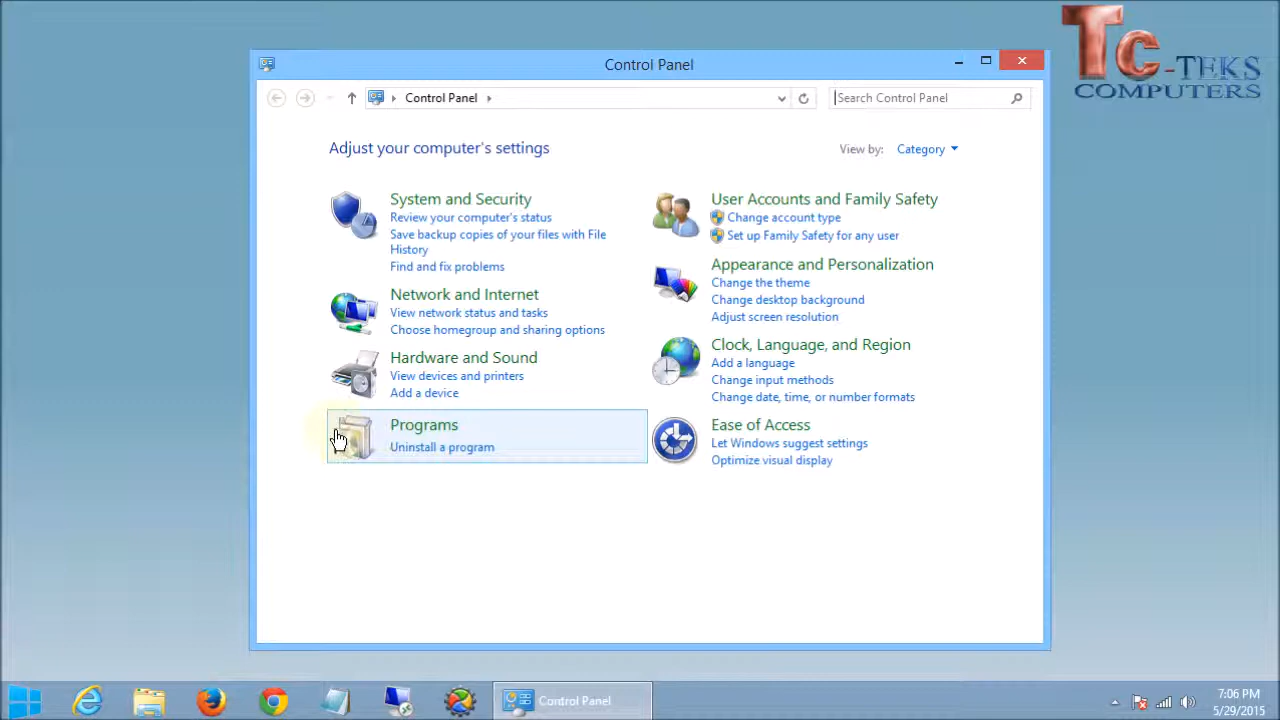 TC-TEKS
COMPUTERS
Control Panel
Control Panel
Search Control Panel
Adjust your computer's settings
View by: Category
System and Security
Review your computer's status
Save backup copies of your files with File
History
Find and fix problems
Network and Internet
View network status and tasks
Choose homegroup and sharing options
Hardware and Sound
View devices and printers
Add a device
Programs
Uninstall a program
User Accounts and Family Safety
Change account type
Set up Family Safety for any user
Appearance and Personalization
Change the theme
Change desktop background
Adjust screen resolution
Clock, Language, and Region
Add a language
Change input methods
Change date, time, or number formats
Ease of Access
Let Windows suggest settings
Optimize visual display
Control Panel
7:06 PM
5/29/2015